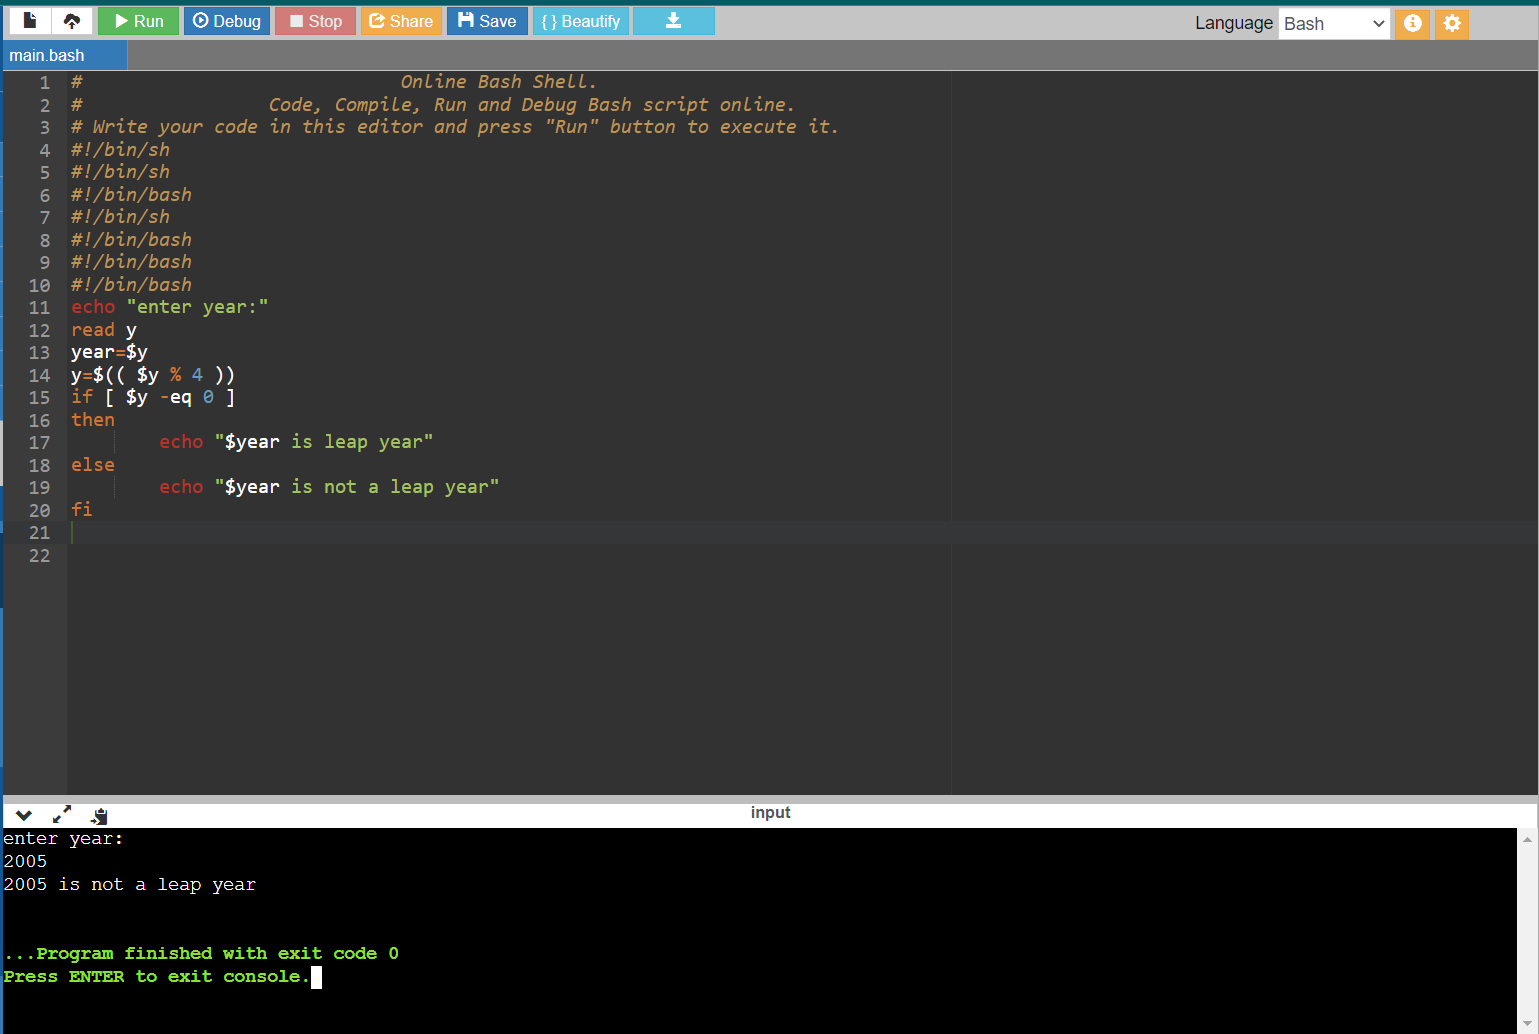 Run Debug Stop Share Save { } Beautify Language Bash
main.bash
1 #                             Online Bash Shell.
2 #                 Code, Compile, Run and Debug Bash script online.
3 # Write your code in this editor and press "Run" button to execute it.
4 #!/bin/sh
5 #!/bin/sh
6 #!/bin/bash
7 #!/bin/sh
8 #!/bin/bash
9 #!/bin/bash
10 #!/bin/bash
11 echo "enter year:"
12 read y
13 year=$y
14 y=$(( $y % 4 ))
15 if [ $y -eq 0 ]
16 then
17         echo "$year is leap year"
18 else
19         echo "$year is not a leap year"
20 fi
21
22
input
enter year:
2005
2005 is not a leap year
...Program finished with exit code 0
Press ENTER to exit console.